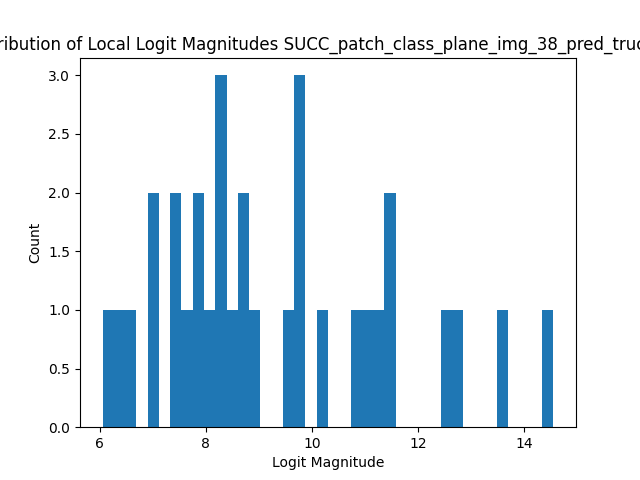 ribution of Local Logit Magnitudes SUCC_patch_class_plane_img_38_pred_truc
3.0
2.5
2.0
1.5
1.0
0.5
0.0
Count
6 8 10 12 14
Logit Magnitude